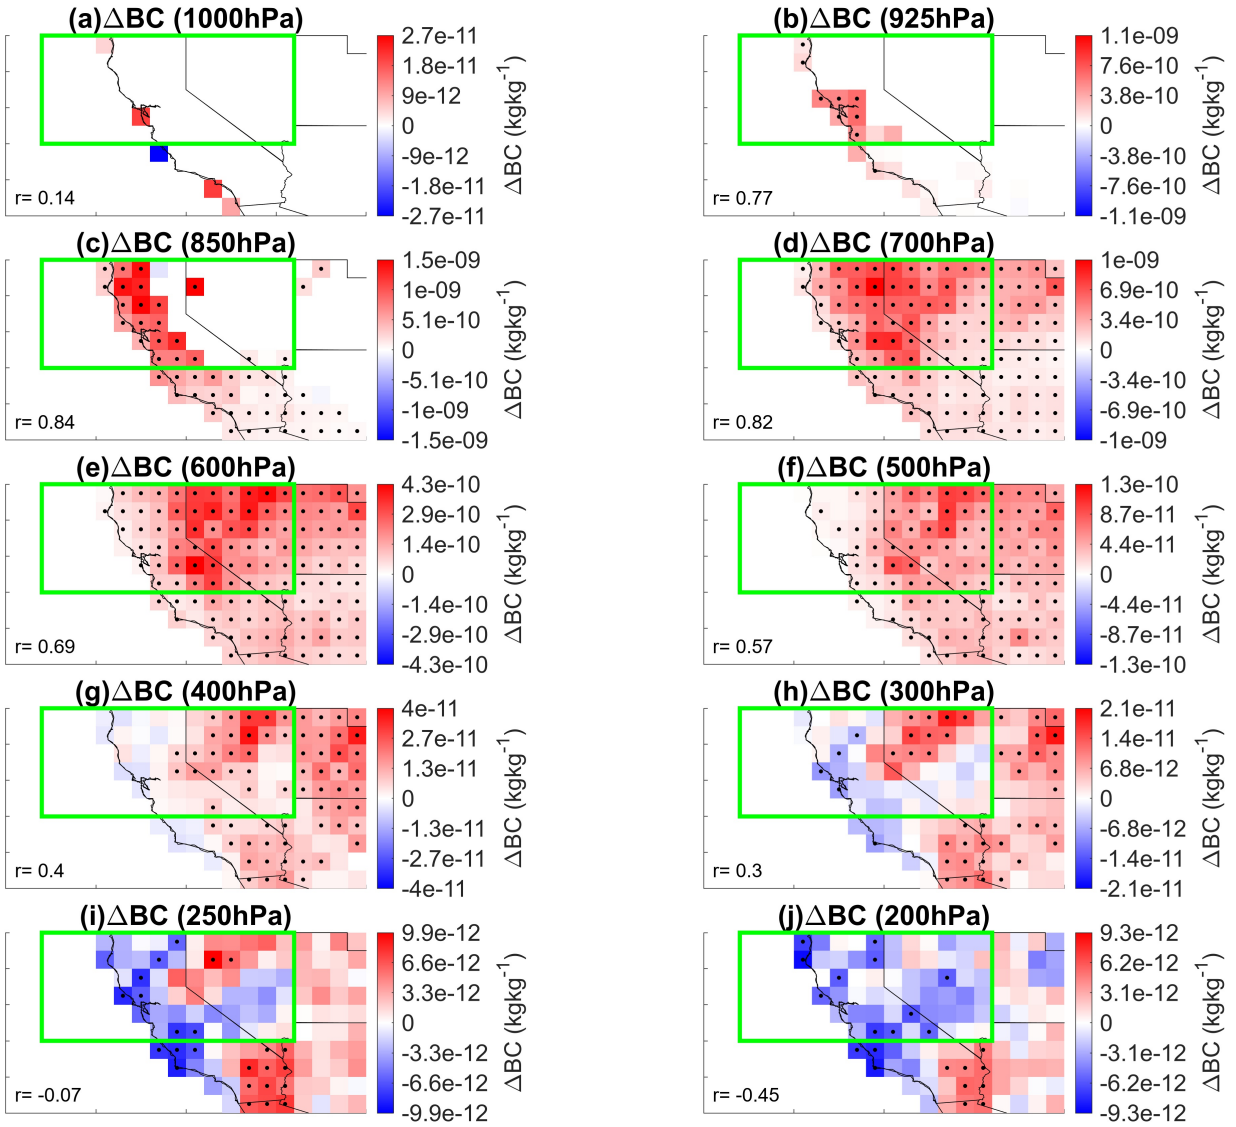 (a)ΔBC (1000hPa)
2.7e-11
1.8e-11
9e-12
0
-9e-12
-1.8e-11
-2.7e-11
ΔBC (kgkg⁻¹)
r= 0.14
(b)ΔBC (925hPa)
1.1e-09
7.6e-10
3.8e-10
0
-3.8e-10
-7.6e-10
-1.1e-09
ΔBC (kgkg⁻¹)
r= 0.77
(c)ΔBC (850hPa)
1.5e-09
1e-09
5.1e-10
0
-5.1e-10
-1e-09
-1.5e-09
ΔBC (kgkg⁻¹)
r= 0.84
(d)ΔBC (700hPa)
1e-09
6.9e-10
3.4e-10
0
-3.4e-10
-6.9e-10
-1e-09
ΔBC (kgkg⁻¹)
r= 0.82
(e)ΔBC (600hPa)
4.3e-10
2.9e-10
1.4e-10
0
-1.4e-10
-2.9e-10
-4.3e-10
ΔBC (kgkg⁻¹)
r= 0.69
(f)ΔBC (500hPa)
1.3e-10
8.7e-11
4.4e-11
0
-4.4e-11
-8.7e-11
-1.3e-10
ΔBC (kgkg⁻¹)
r= 0.57
(g)ΔBC (400hPa)
4e-11
2.7e-11
1.3e-11
0
-1.3e-11
-2.7e-11
-4e-11
ΔBC (kgkg⁻¹)
r= 0.4
(h)ΔBC (300hPa)
2.1e-11
1.4e-11
6.8e-12
0
-6.8e-12
-1.4e-11
-2.1e-11
ΔBC (kgkg⁻¹)
r= 0.3
(i)ΔBC (250hPa)
9.9e-12
6.6e-12
3.3e-12
0
-3.3e-12
-6.6e-12
-9.9e-12
ΔBC (kgkg⁻¹)
r= -0.07
(j)ΔBC (200hPa)
9.3e-12
6.2e-12
3.1e-12
0
-3.1e-12
-6.2e-12
-9.3e-12
ΔBC (kgkg⁻¹)
r= -0.45